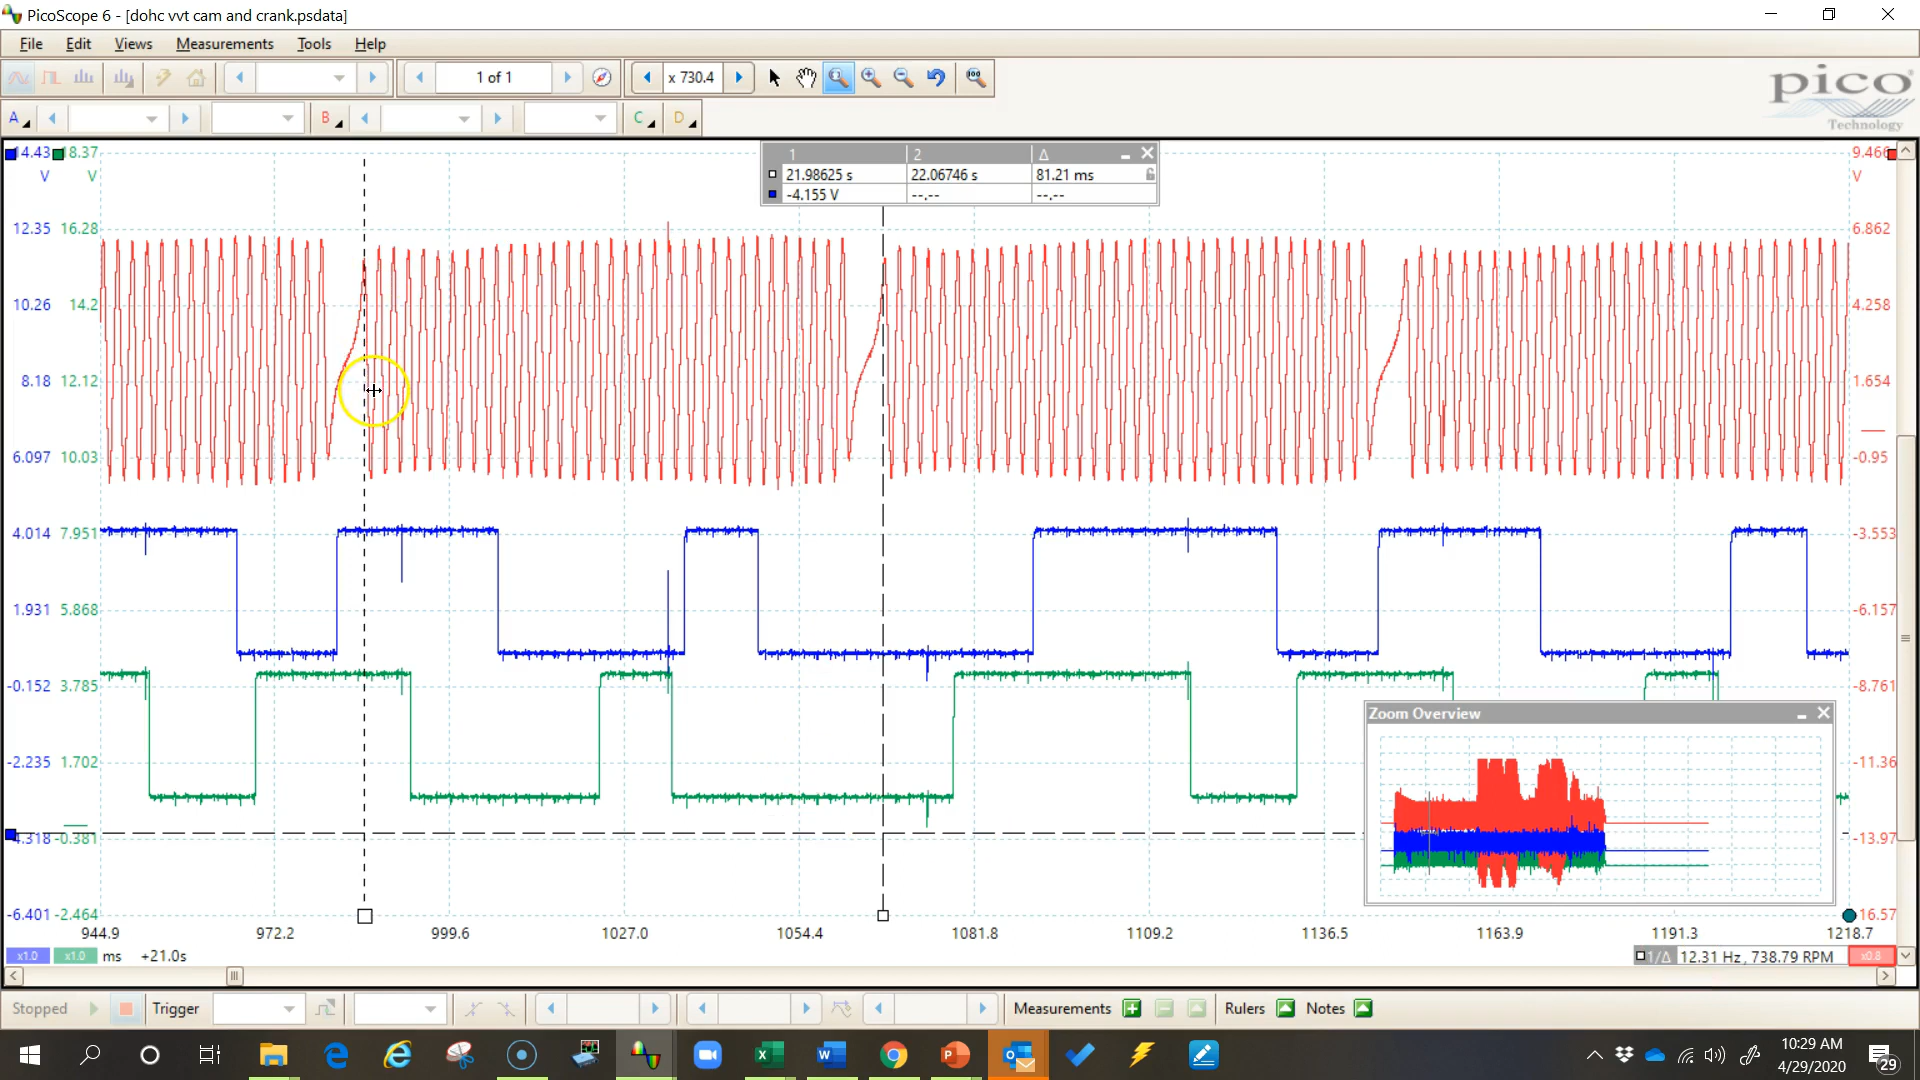 PicoScope 6 - [dohc vvt cam and crank.psdata]
File Edit Views Measurements Tools Help
1 of 1
x 730.4
pico
Technology
A B C D
14.43 18.37
V V
12.35 16.28
10.26 14.2
8.18 12.12
6.097 10.03
4.014 7.951
1.931 5.868
-0.152 3.785
-2.235 1.702
-4.318 -0.381
-6.401 -2.464
1 2 Δ
21.98625 s 22.06746 s 81.21 ms
-4.155 V --.-- --.--
9.466
V
6.862
4.258
1.654
-0.95
-3.553
-6.157
-8.761
-11.36
-13.97
16.57
Zoom Overview
944.9 972.2 999.6 1027.0 1054.4 1081.8 1109.2 1136.5 1163.9 1191.3 1218.7
x1.0 x1.0 ms +21.0s
1/Δ 12.31 Hz, 738.79 RPM x0.8
Stopped Trigger Measurements Rulers Notes
10:29 AM
4/29/2020
29